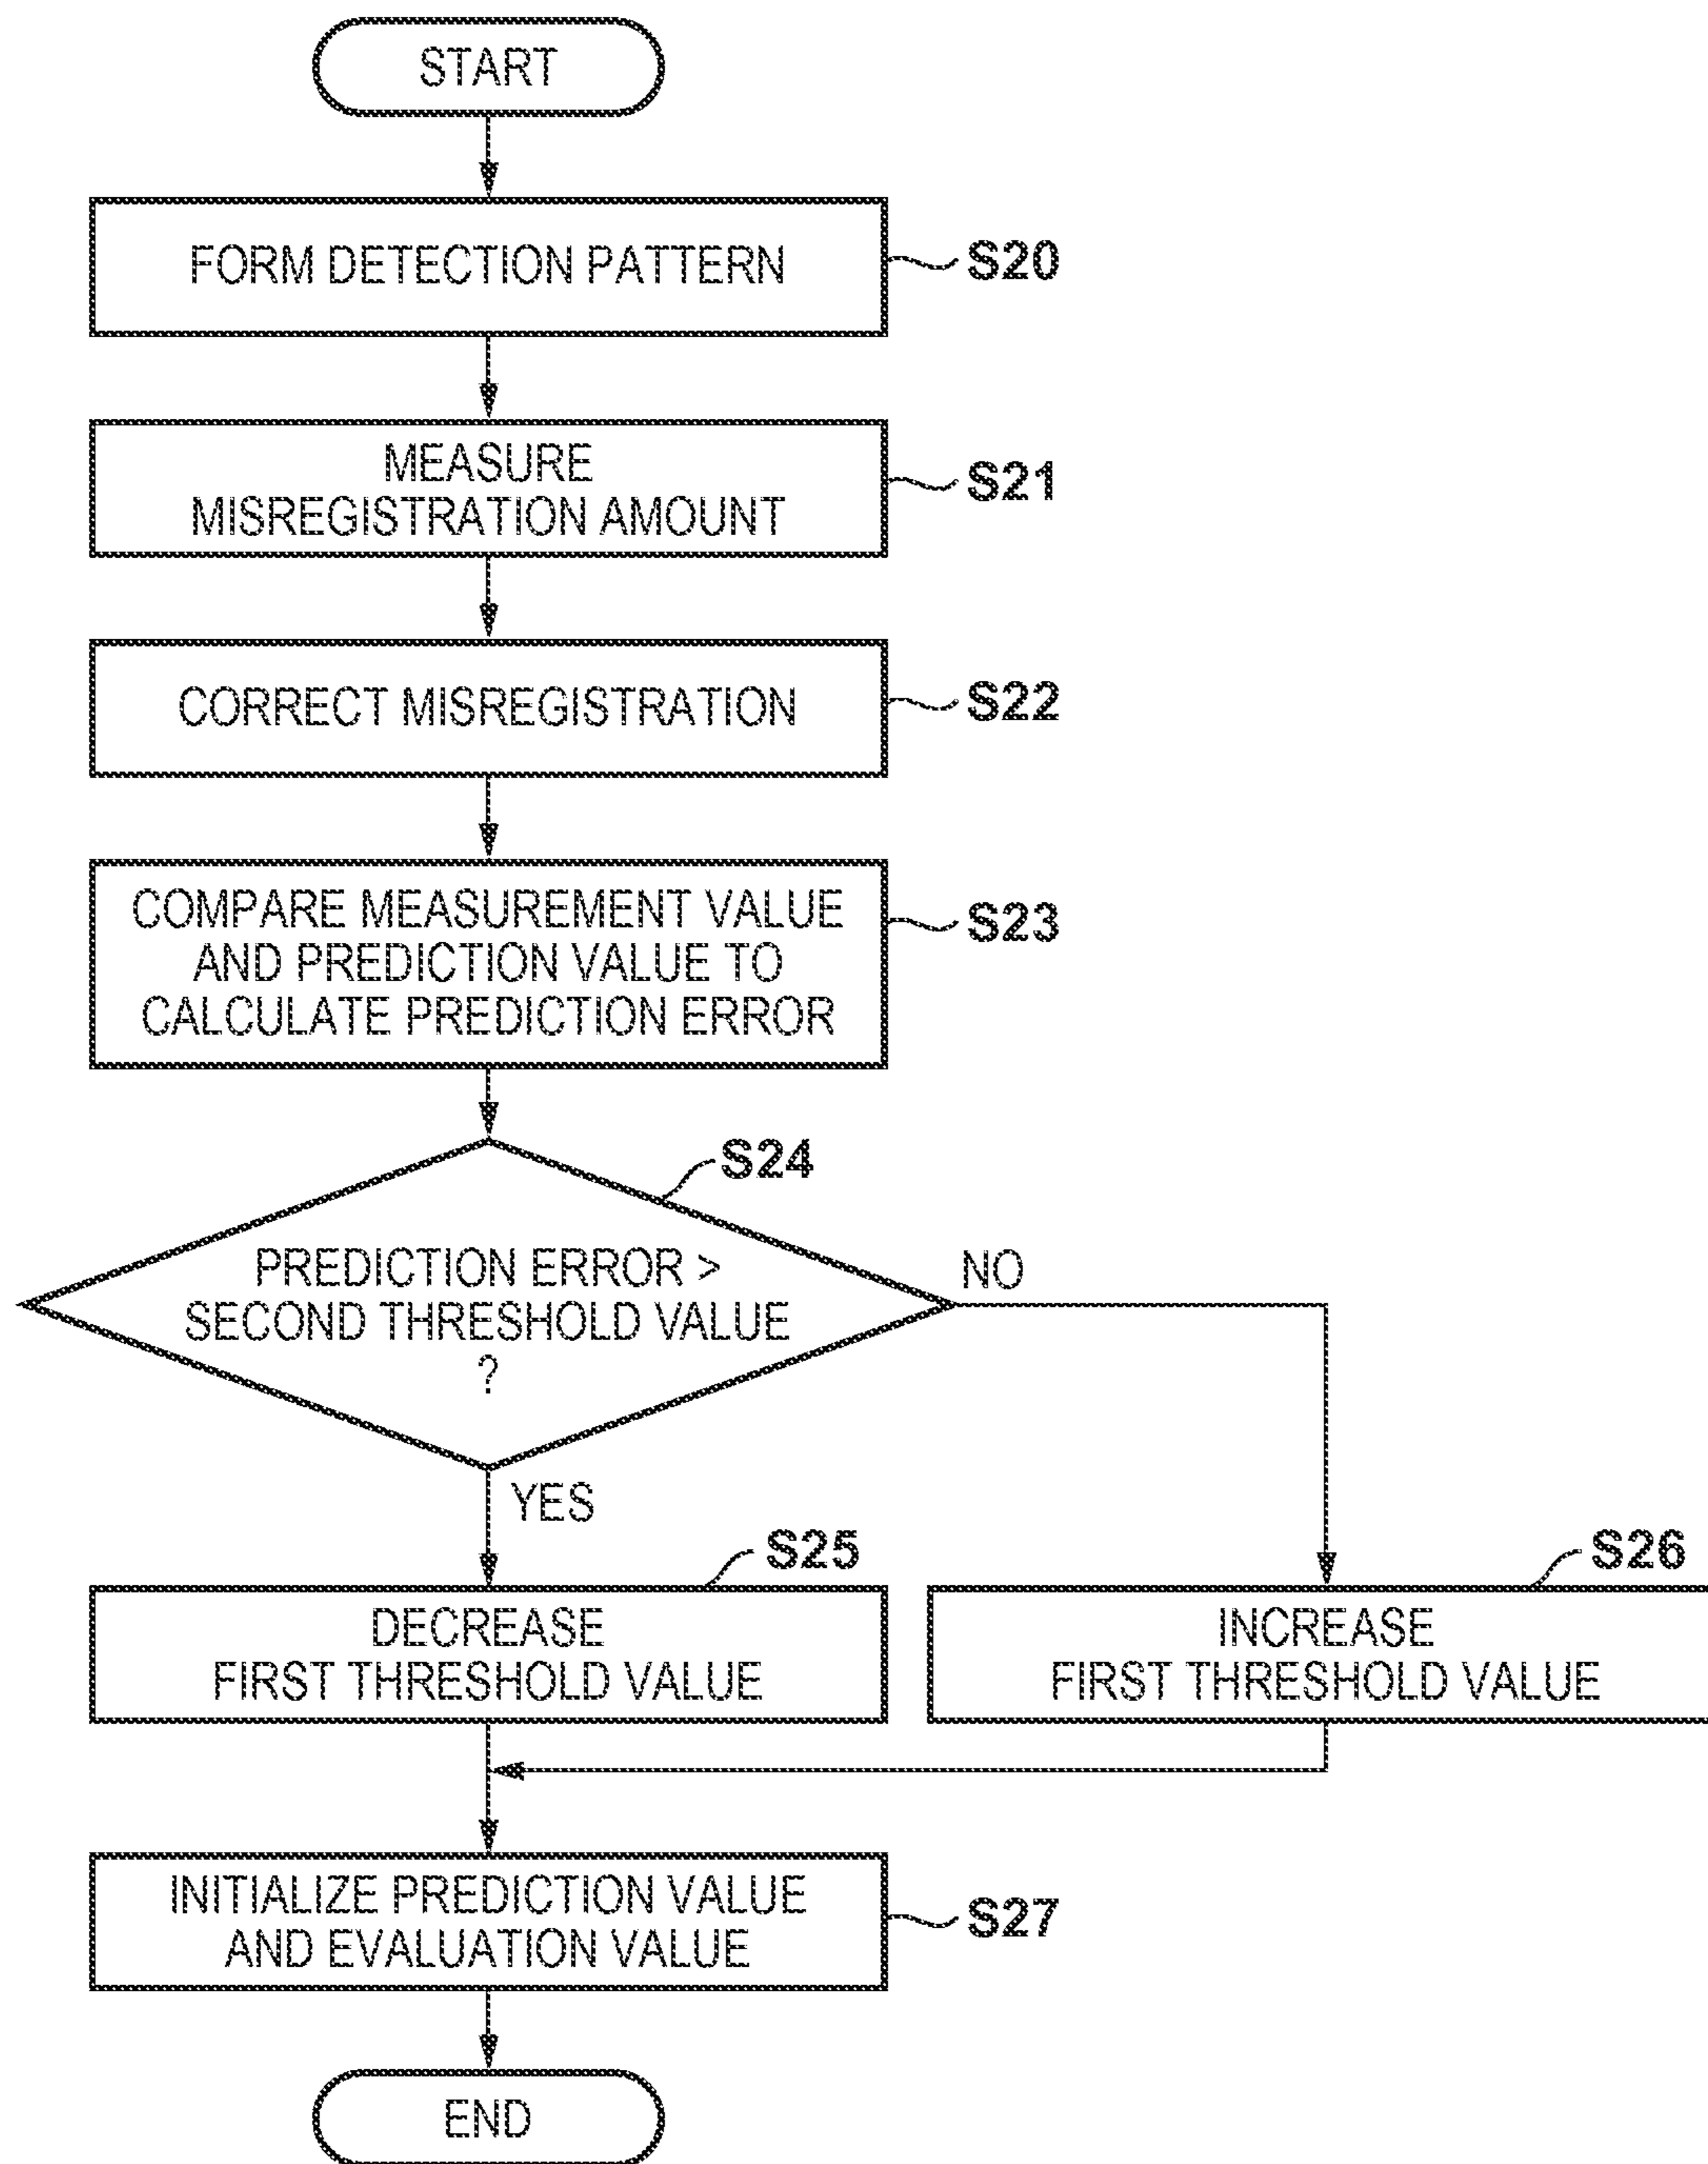 START
FORM DETECTION PATTERN
S20
MEASURE
MISREGISTRATION AMOUNT
S21
CORRECT MISREGISTRATION
S22
COMPARE MEASUREMENT VALUE
AND PREDICTION VALUE TO
CALCULATE PREDICTION ERROR
S23
S24
PREDICTION ERROR >
SECOND THRESHOLD VALUE
?
NO
YES
S25
DECREASE
FIRST THRESHOLD VALUE
S26
INCREASE
FIRST THRESHOLD VALUE
INITIALIZE PREDICTION VALUE
AND EVALUATION VALUE
S27
END